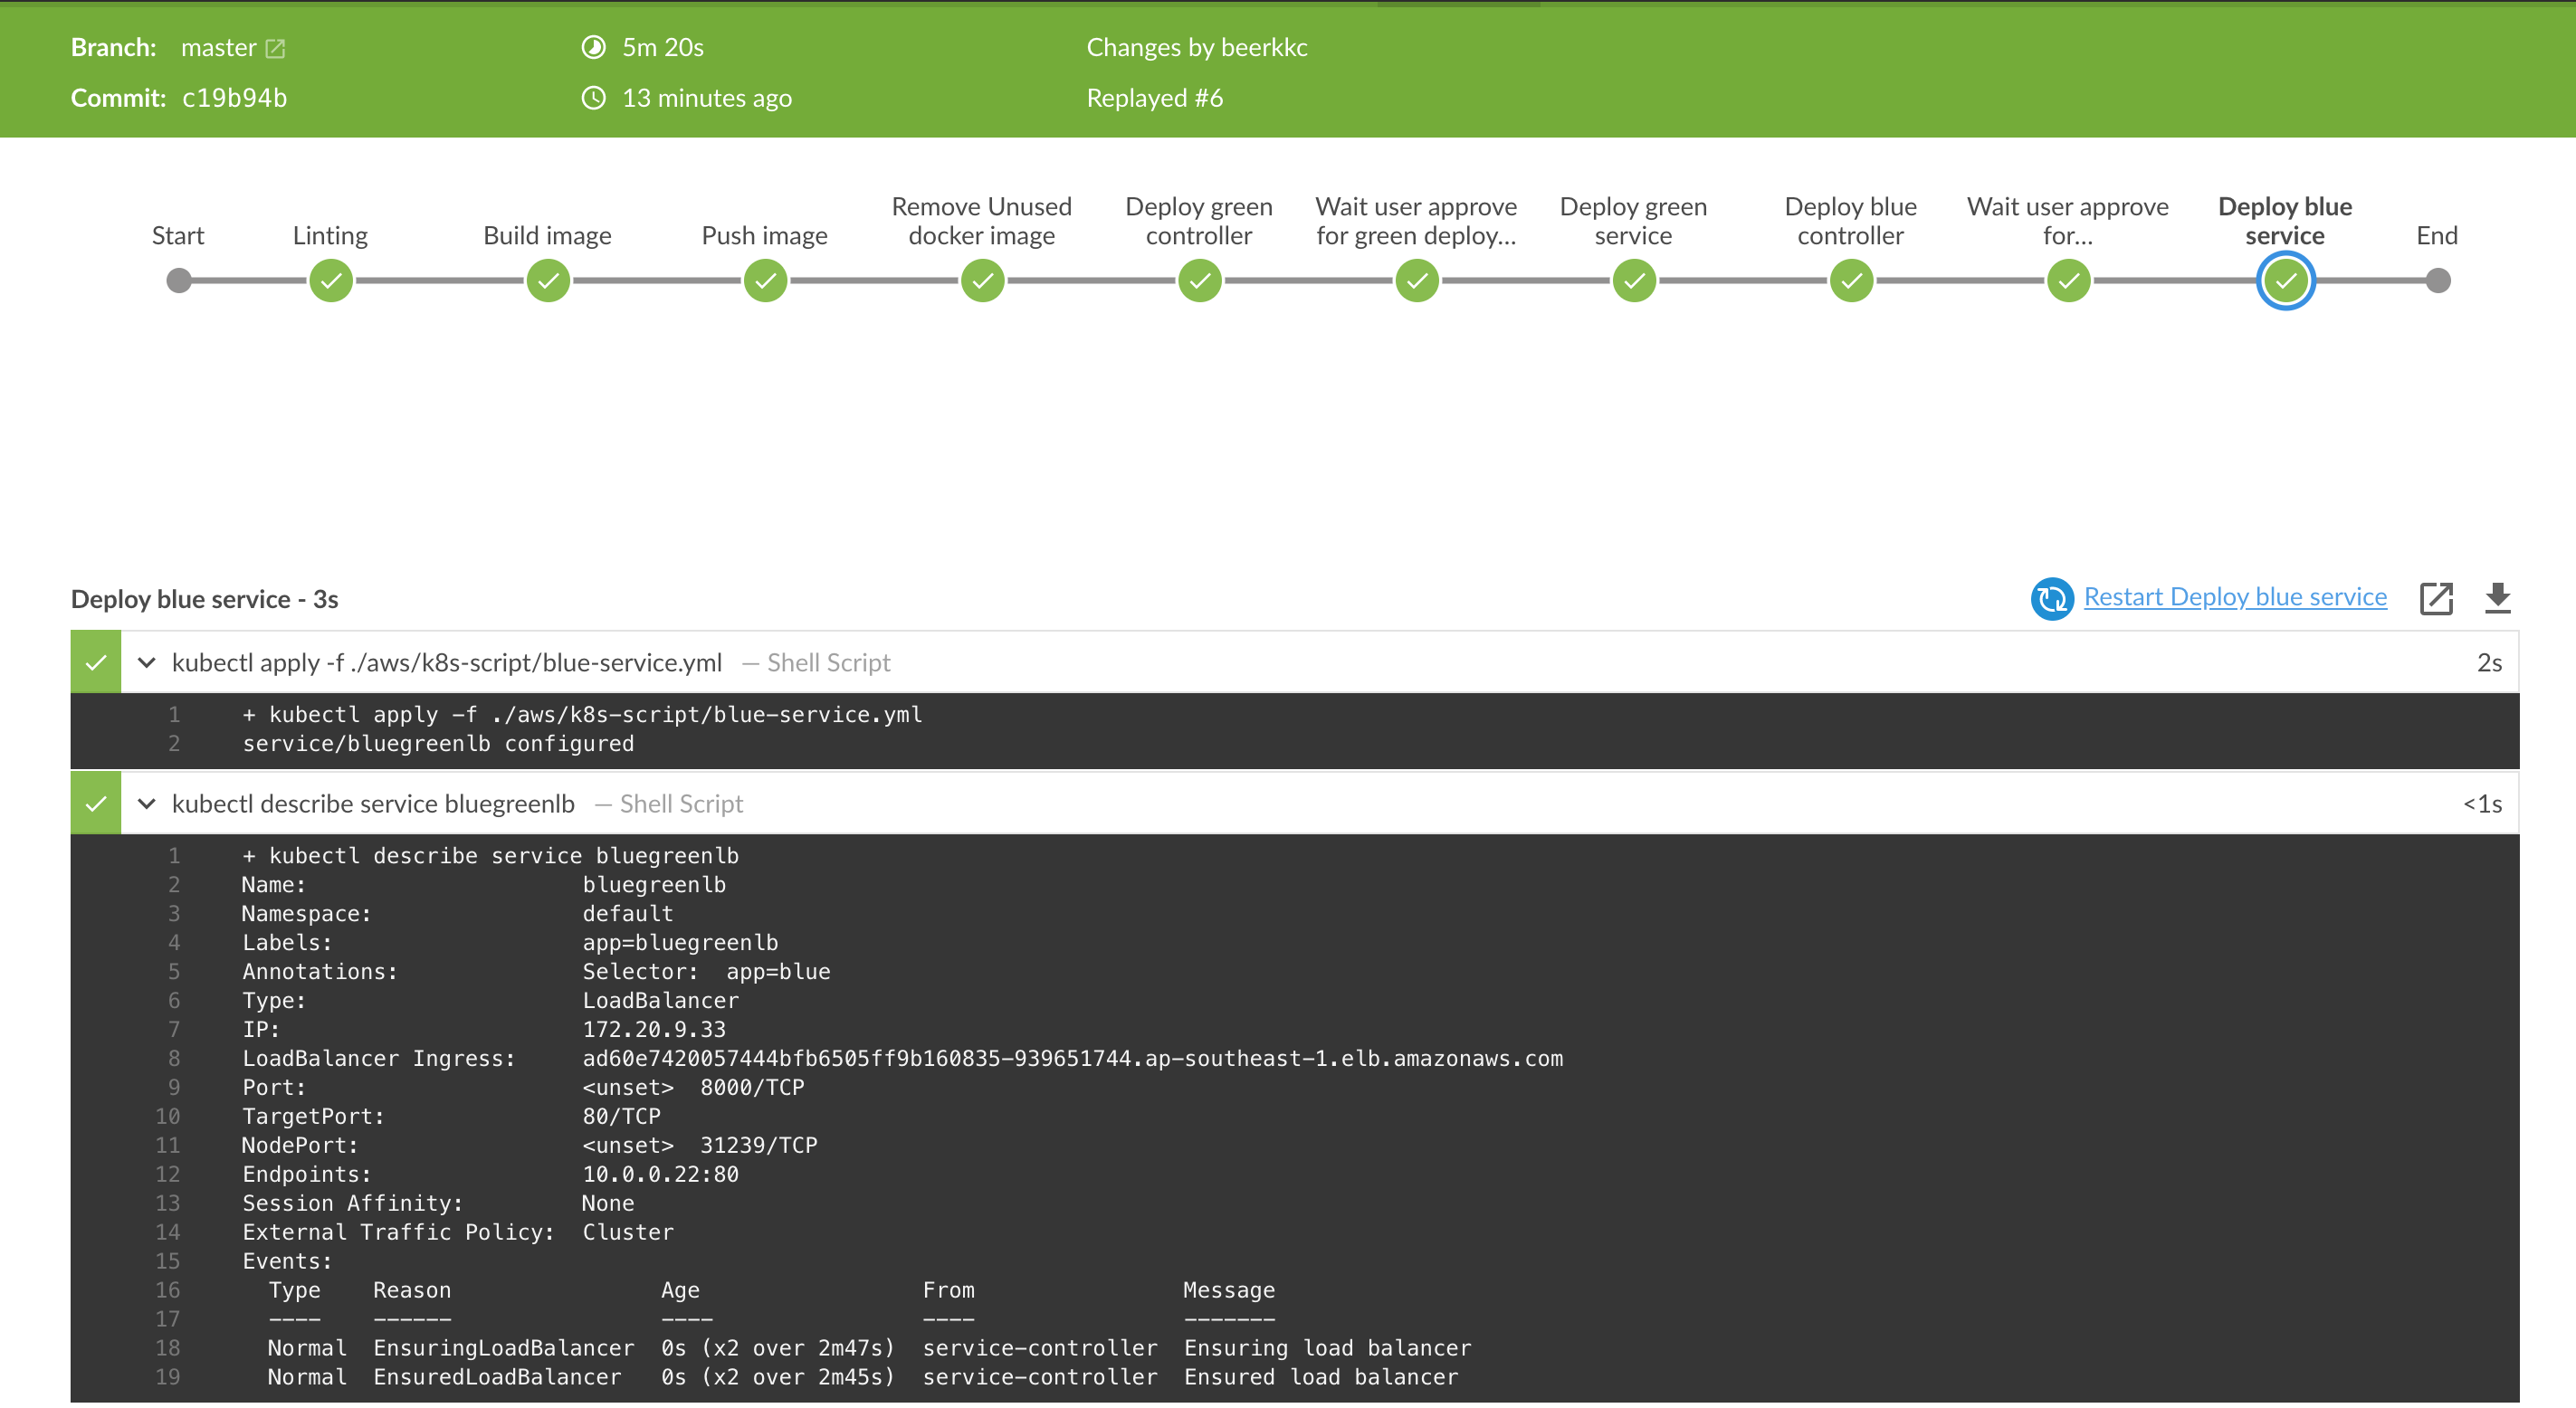 Branch: master
5m 20s
Changes by beerkkc
Commit: c19b94b
13 minutes ago
Replayed #6
Start
Linting
Build image
Push image
Remove Unused
docker image
Deploy green
controller
Wait user approve
for green deploy...
Deploy green
service
Deploy blue
controller
Wait user approve
for...
Deploy blue
service
End
Deploy blue service - 3s
Restart Deploy blue service
kubectl apply -f ./aws/k8s-script/blue-service.yml — Shell Script 2s
1 + kubectl apply -f ./aws/k8s-script/blue-service.yml
2 service/bluegreenlb configured
kubectl describe service bluegreenlb — Shell Script <1s
1 + kubectl describe service bluegreenlb
2 Name: bluegreenlb
3 Namespace: default
4 Labels: app=bluegreenlb
5 Annotations: Selector: app=blue
6 Type: LoadBalancer
7 IP: 172.20.9.33
8 LoadBalancer Ingress: ad60e7420057444bfb6505ff9b160835-939651744.ap-southeast-1.elb.amazonaws.com
9 Port: <unset> 8000/TCP
10 TargetPort: 80/TCP
11 NodePort: <unset> 31239/TCP
12 Endpoints: 10.0.0.22:80
13 Session Affinity: None
14 External Traffic Policy: Cluster
15 Events:
16 Type Reason Age From Message
17 ---- ------ ---- ---- -------
18 Normal EnsuringLoadBalancer 0s (x2 over 2m47s) service-controller Ensuring load balancer
19 Normal EnsuredLoadBalancer 0s (x2 over 2m45s) service-controller Ensured load balancer